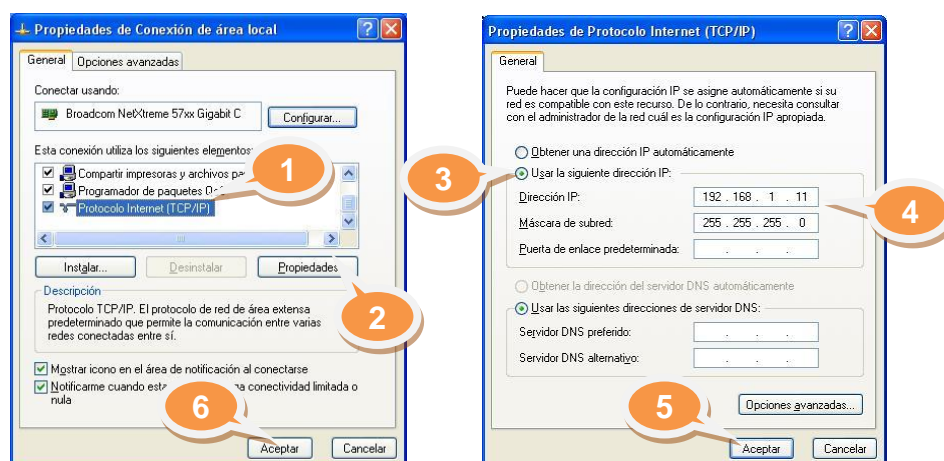 Propiedades de Conexión de área local
General
Opciones avanzadas
Conectar usando:
Broadcom NetXtreme 57xx Gigabit C
Configurar...
Esta conexión utiliza los siguientes elementos:
1
Compartir impresoras y archivos pa
Programador de paquetes
Protocolo Internet (TCP/IP)
Instalar...
Desinstalar
Propiedades
2
Descripción
Protocolo TCP/IP. El protocolo de red de área extensa
predeterminado que permite la comunicación entre varias
redes conectadas entre sí.
Mostrar icono en el área de notificación al conectarse
Notificarme cuando esta conectividad limitada o
nula
6
Aceptar
Cancelar
Propiedades de Protocolo Internet (TCP/IP)
General
Puede hacer que la configuración IP se asigne automáticamente si su
red es compatible con este recurso. De lo contrario, necesita consultar
con el administrador de la red cuál es la configuración IP apropiada.
Obtener una dirección IP automáticamente
3
Usar la siguiente dirección IP:
Dirección IP:
192 . 168 . 1 . 11
4
Máscara de subred:
255 . 255 . 255 . 0
Puerta de enlace predeterminada:
. . .
Obtener la dirección del servidor DNS automáticamente
Usar las siguientes direcciones de servidor DNS:
Servidor DNS preferido:
. . .
Servidor DNS alternativo:
. . .
5
Opciones avanzadas...
Aceptar
Cancelar